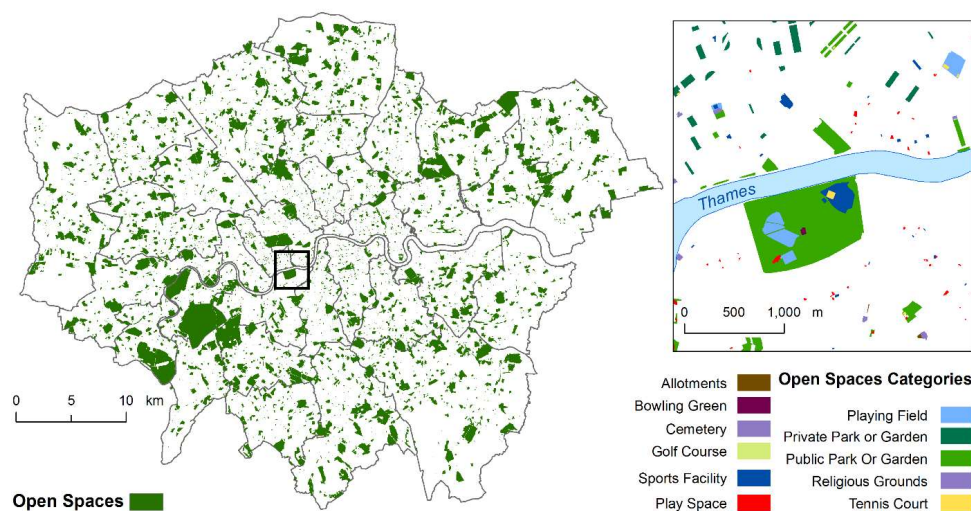 Thames
0 500 1,000 m
0 5 10 km
Open Spaces
Open Spaces Categories
Allotments
Bowling Green
Cemetery
Golf Course
Sports Facility
Play Space
Playing Field
Private Park or Garden
Public Park Or Garden
Religious Grounds
Tennis Court